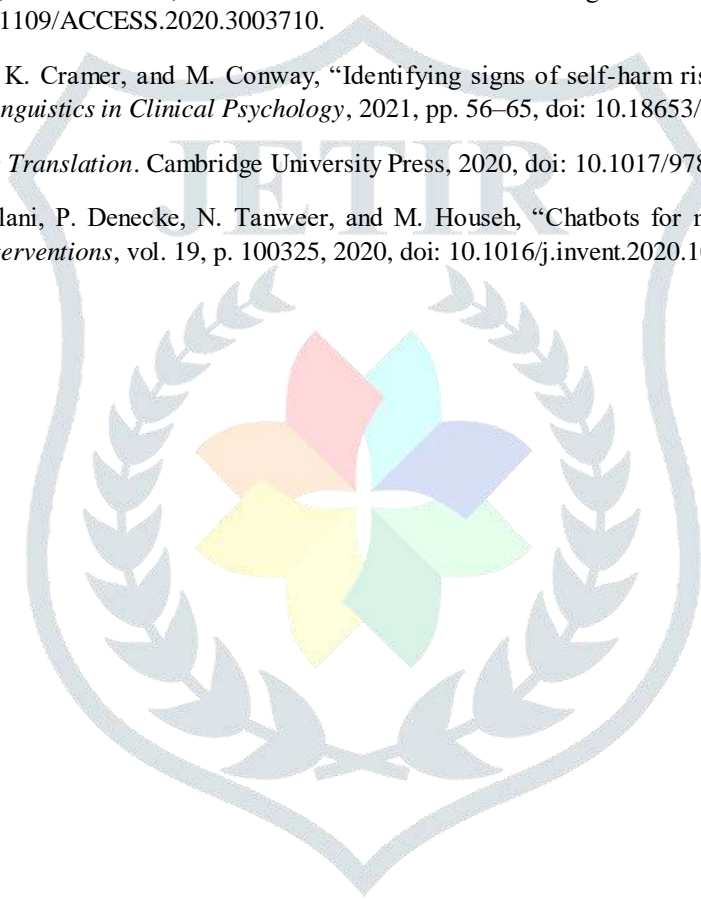 1109/ACCESS.2020.3003710.
K. Cramer, and M. Conway, “Identifying signs of self-harm ris
nguistics in Clinical Psychology, 2021, pp. 56–65, doi: 10.18653/
Translation. Cambridge University Press, 2020, doi: 10.1017/978
lani, P. Denecke, N. Tanweer, and M. Househ, “Chatbots for m
erventions, vol. 19, p. 100325, 2020, doi: 10.1016/j.invent.2020.10
JETIR